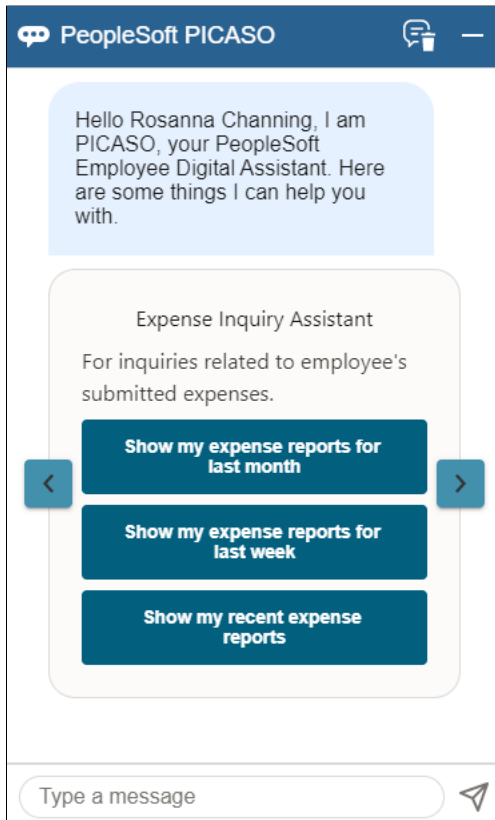 PeopleSoft PICASO
Hello Rosanna Channing, I am
PICASO, your PeopleSoft
Employee Digital Assistant. Here
are some things I can help you
with.
Expense Inquiry Assistant
For inquiries related to employee's
submitted expenses.
Show my expense reports for
last month
Show my expense reports for
last week
Show my recent expense
reports
Type a message